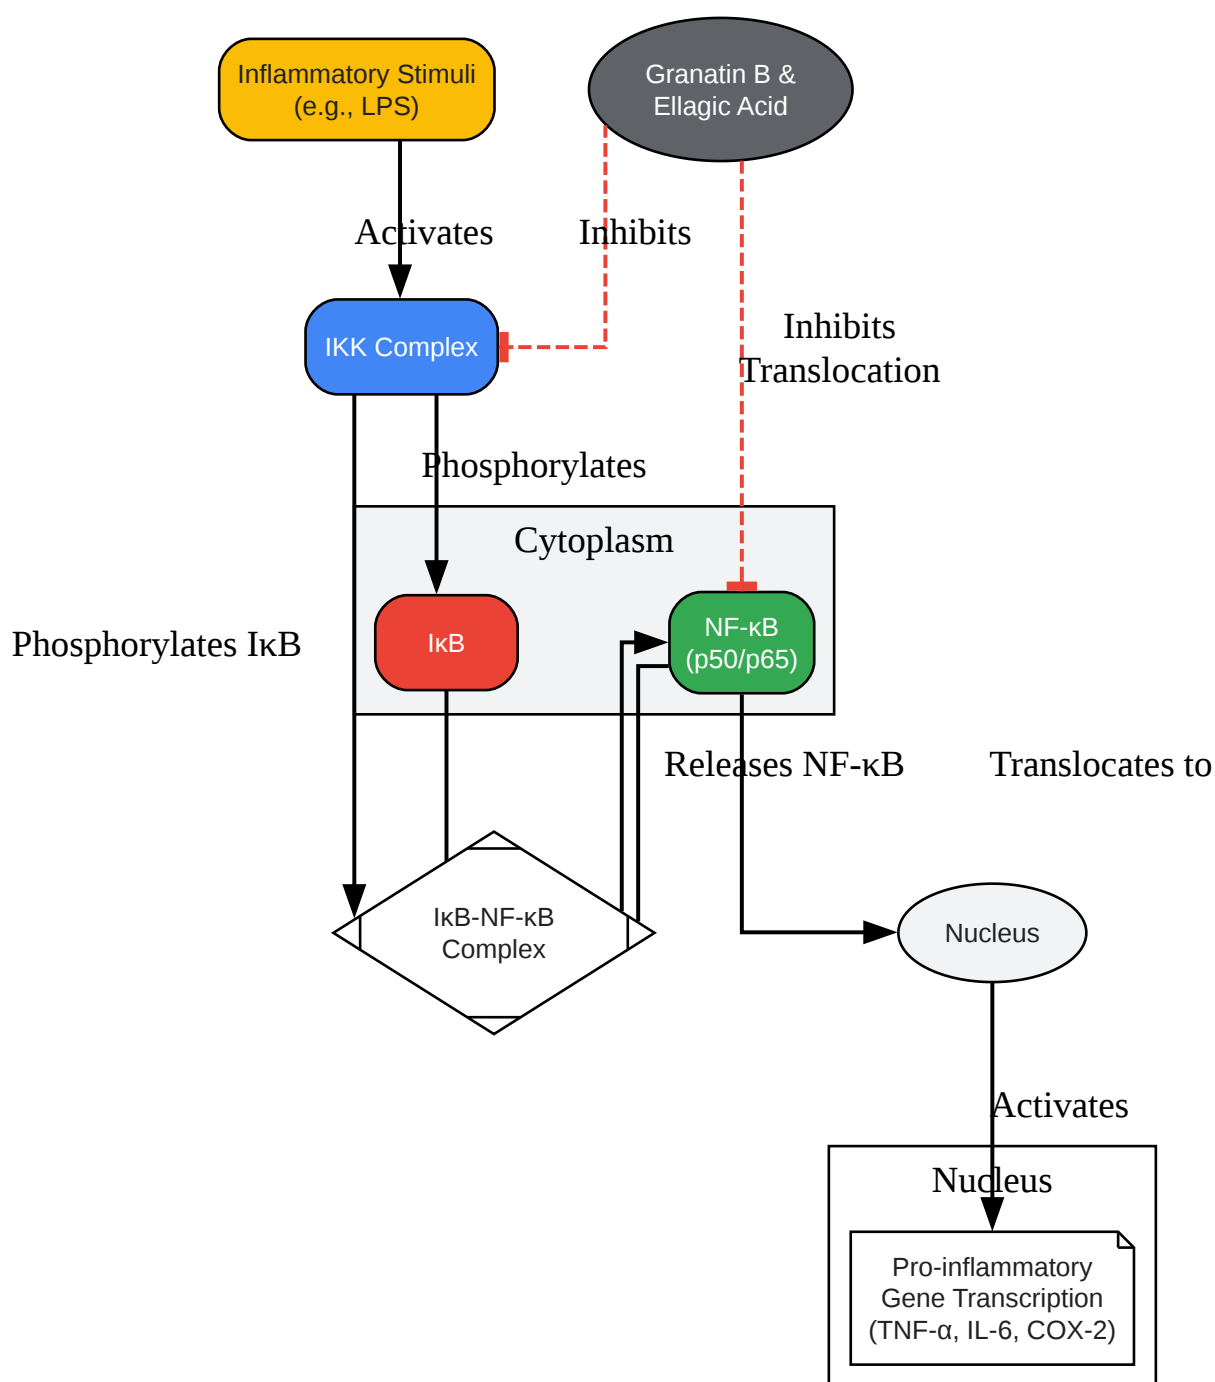 Inflammatory Stimuli
(e.g., LPS)
Granatin B &
Ellagic Acid
Activates
Inhibits
Inhibits
Translocation
IKK Complex
Phosphorylates
Cytoplasm
Phosphorylates IκB
IκB
NF-κB
(p50/p65)
Releases NF-κB
Translocates to
IκB-NF-κB
Complex
Nucleus
Activates
Nucleus
Pro-inflammatory
Gene Transcription
(TNF-α, IL-6, COX-2)